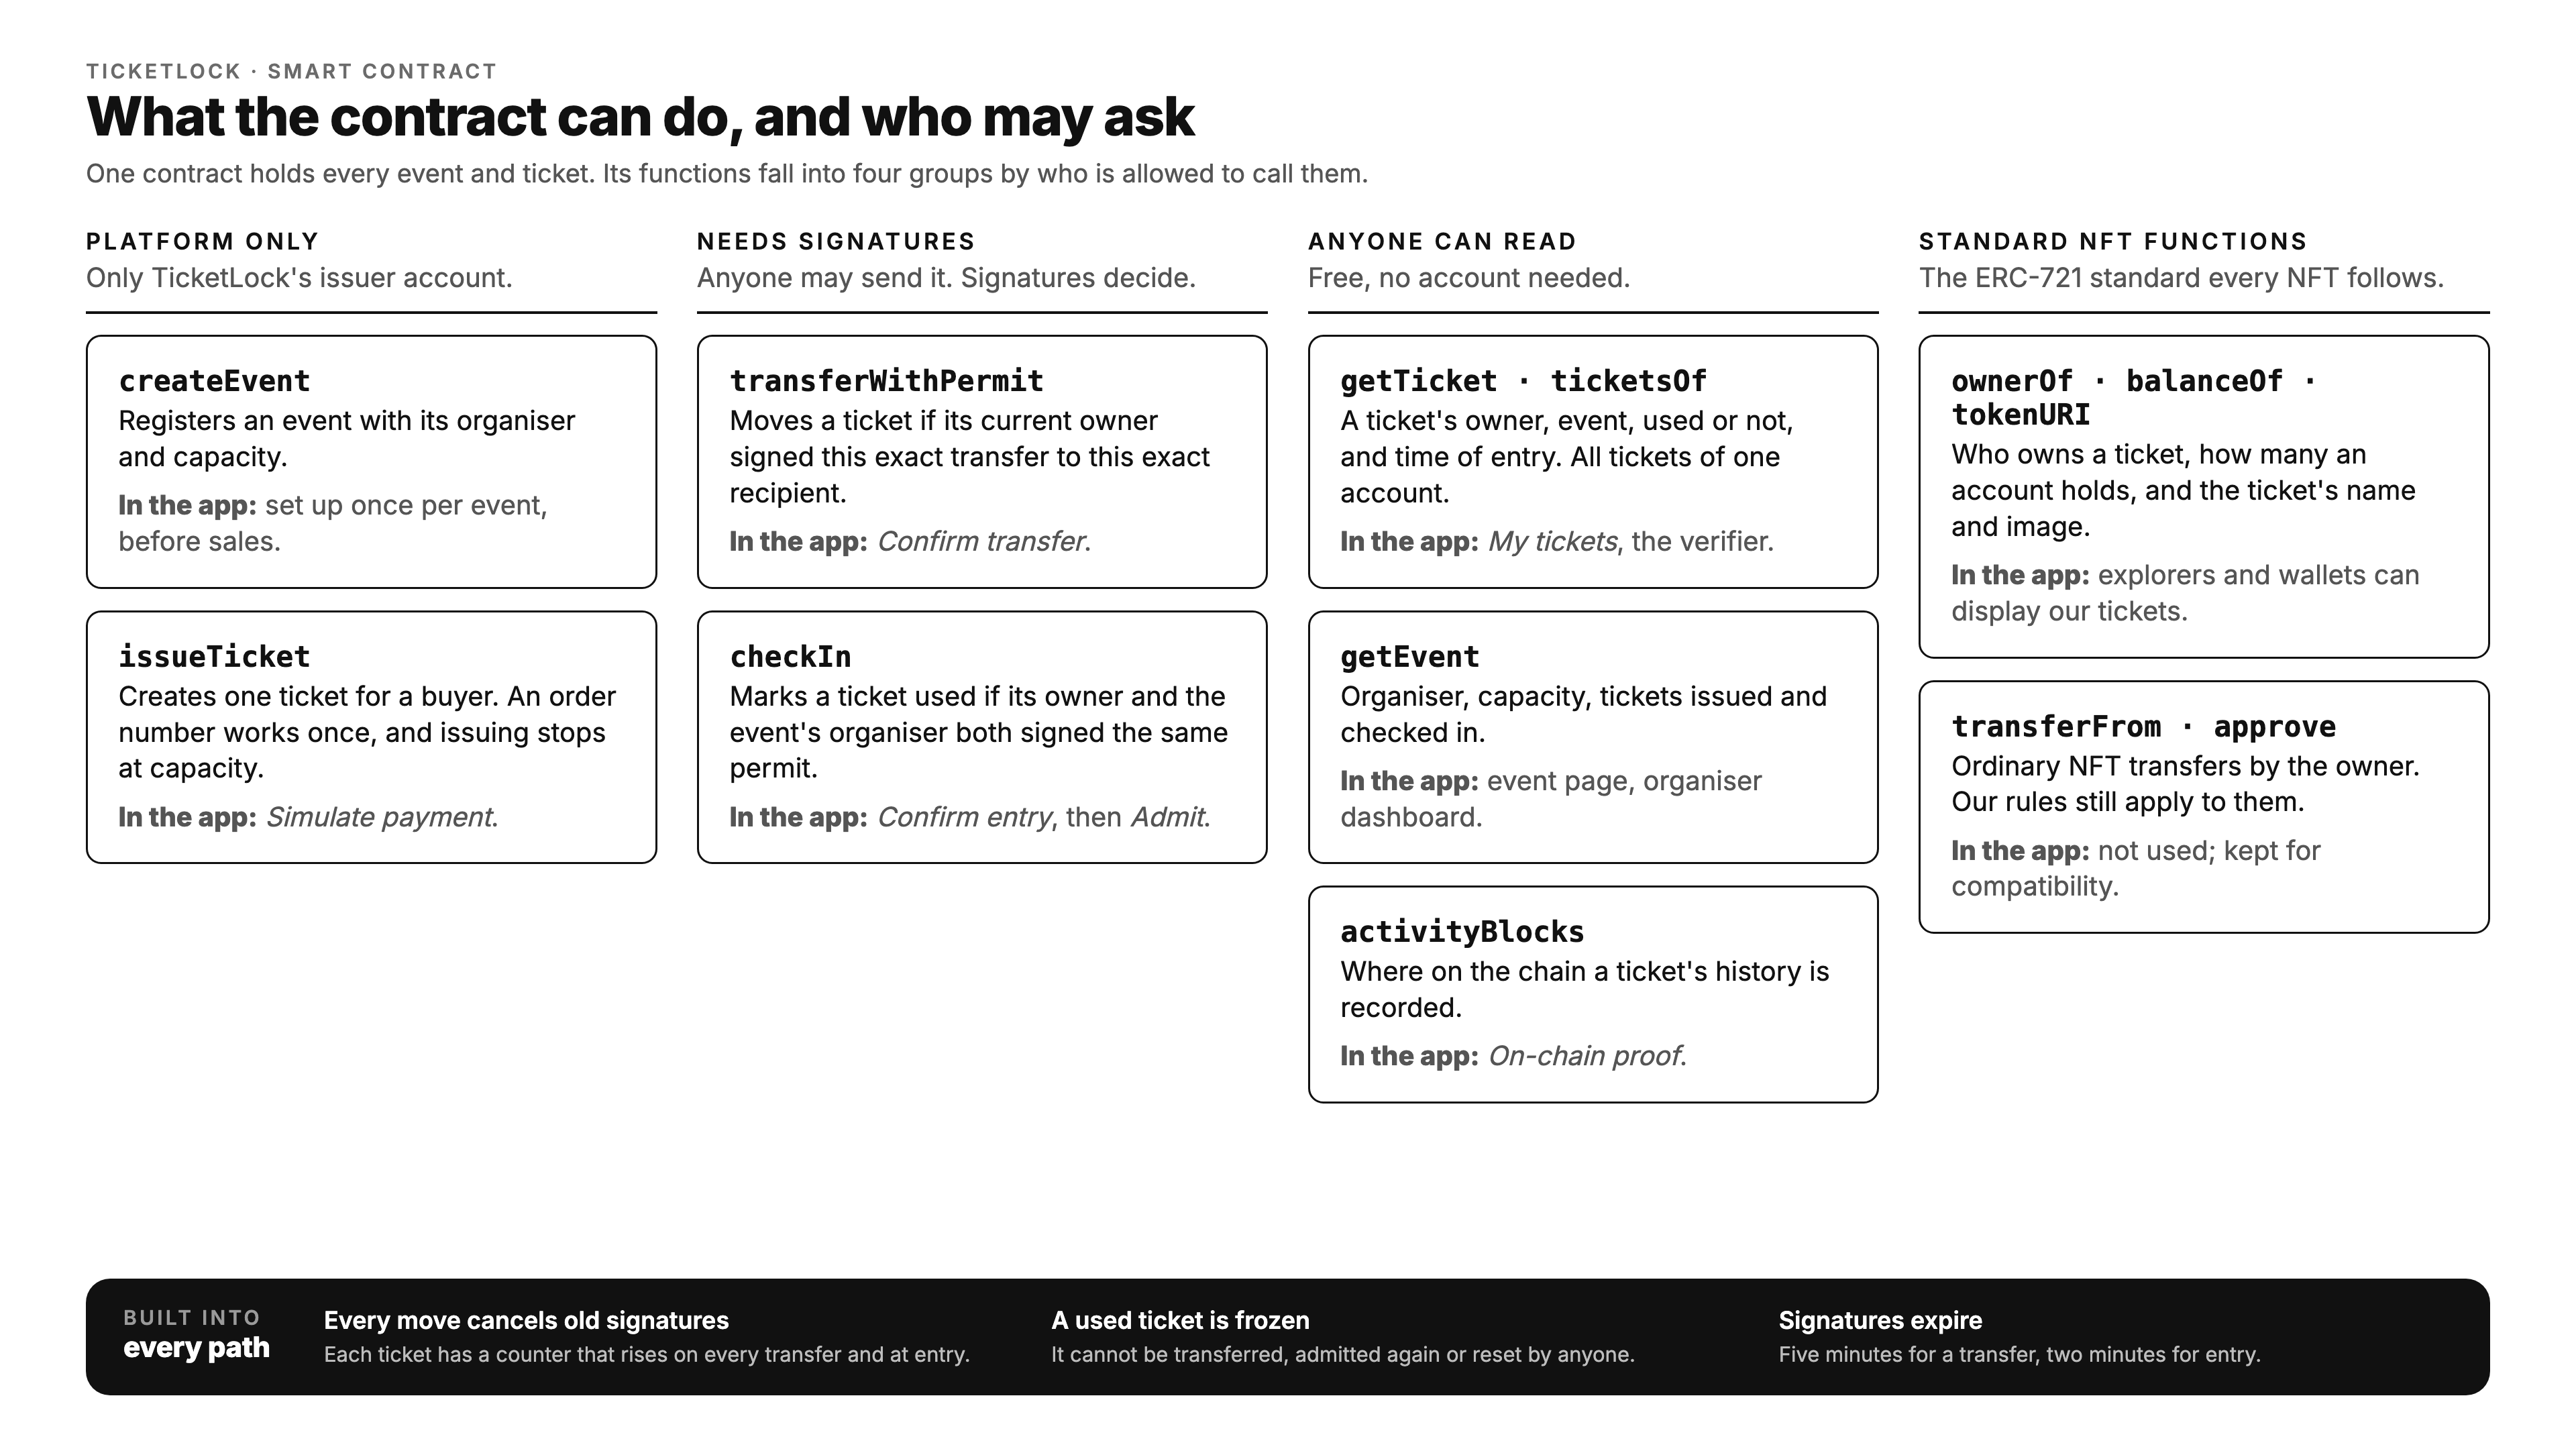 TICKETLOCK · SMART CONTRACT
What the contract can do, and who may ask
One contract holds every event and ticket. Its functions fall into four groups by who is allowed to call them.
PLATFORM ONLY
Only TicketLock's issuer account.
createEvent
Registers an event with its organiser
and capacity.
In the app: set up once per event,
before sales.
issueTicket
Creates one ticket for a buyer. An order
number works once, and issuing stops
at capacity.
In the app: Simulate payment.
NEEDS SIGNATURES
Anyone may send it. Signatures decide.
transferWithPermit
Moves a ticket if its current owner
signed this exact transfer to this exact
recipient.
In the app: Confirm transfer.
checkIn
Marks a ticket used if its owner and the
event's organiser both signed the same
permit.
In the app: Confirm entry, then Admit.
ANYONE CAN READ
Free, no account needed.
getTicket · ticketsOf
A ticket's owner, event, used or not,
and time of entry. All tickets of one
account.
In the app: My tickets, the verifier.
getEvent
Organiser, capacity, tickets issued and
checked in.
In the app: event page, organiser
dashboard.
activityBlocks
Where on the chain a ticket's history is
recorded.
In the app: On-chain proof.
STANDARD NFT FUNCTIONS
The ERC-721 standard every NFT follows.
ownerOf · balanceOf ·
tokenURI
Who owns a ticket, how many an
account holds, and the ticket's name
and image.
In the app: explorers and wallets can
display our tickets.
transferFrom · approve
Ordinary NFT transfers by the owner.
Our rules still apply to them.
In the app: not used; kept for
compatibility.
BUILT INTO
every path
Every move cancels old signatures
Each ticket has a counter that rises on every transfer and at entry.
A used ticket is frozen
It cannot be transferred, admitted again or reset by anyone.
Signatures expire
Five minutes for a transfer, two minutes for entry.